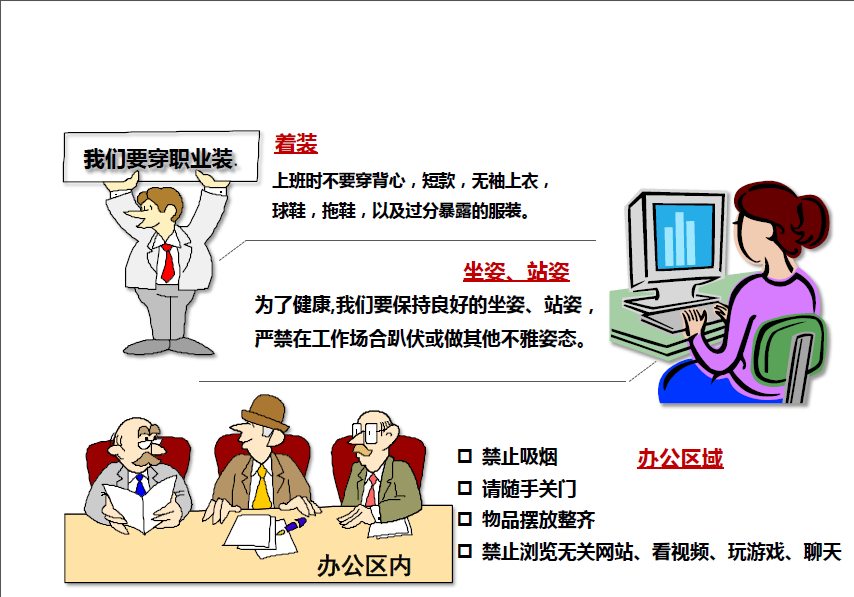 我们要穿职业装.
着装
上班时不要穿背心，短款，无袖上衣，
球鞋，拖鞋，以及过分暴露的服装。
坐姿、站姿
为了健康,我们要保持良好的坐姿、站姿，
严禁在工作场合趴伏或做其他不雅姿态。
办公区域
禁止吸烟
请随手关门
物品摆放整齐
禁止浏览无关网站、看视频、玩游戏、聊天
办公区内